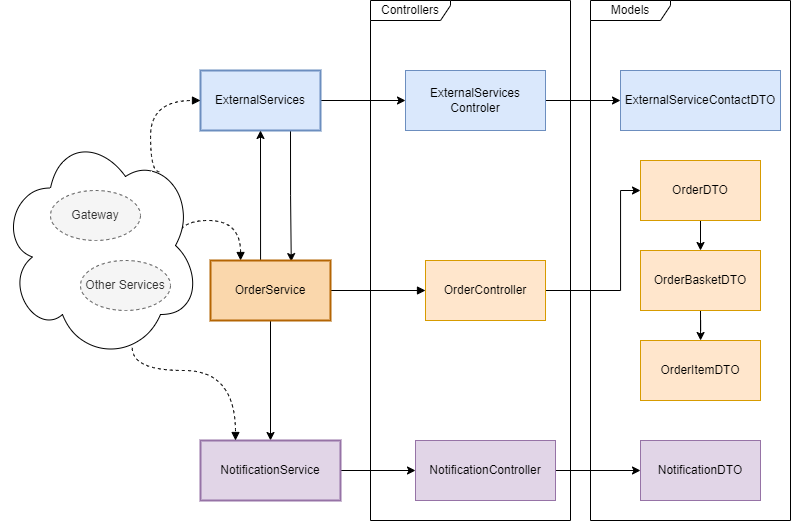 Controllers
Models
ExternalServices
ExternalServices
Controler
ExternalServiceContactDTO
Gateway
Other Services
OrderDTO
OrderService
OrderController
OrderBasketDTO
OrderItemDTO
NotificationService
NotificationController
NotificationDTO